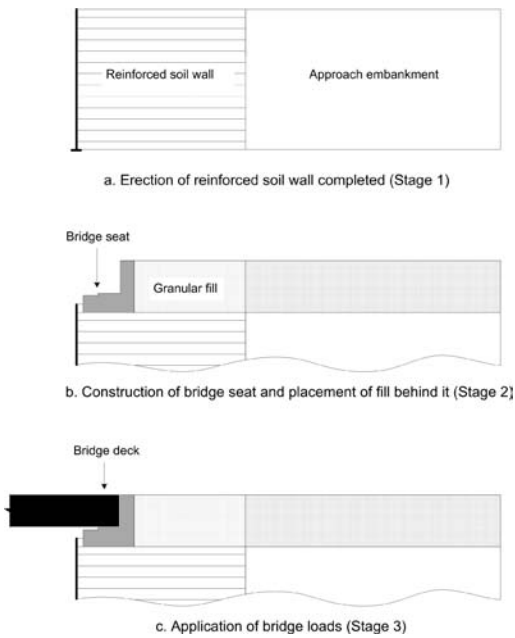 Reinforced soil wall
Approach embankment
a. Erection of reinforced soil wall completed (Stage 1)
Bridge seat
Granular fill
b. Construction of bridge seat and placement of fill behind it (Stage 2)
Bridge deck
c. Application of bridge loads (Stage 3)